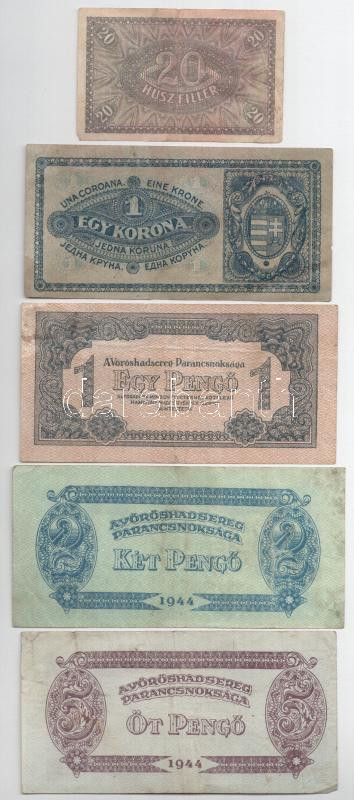 20 20
20
HUSZ FILLÉR
20 20
UNA COROANA. EINE KRONE.
1
EGY KORONA
JEDNA KORUNA.
ЈЕДНА КРУНА. ЕДНА КОРУНА.
1 1
A Vöröshadsereg Parancsnoksága
1 EGY PENGŐ 1
AVÖRÖSHADSEREG
PARANCSNOKSÁGA
2 2
KÉT PENGŐ
1944
AVÖRÖSHADSEREG
PARANCSNOKSÁGA
5 5
ÖT PENGŐ
1944